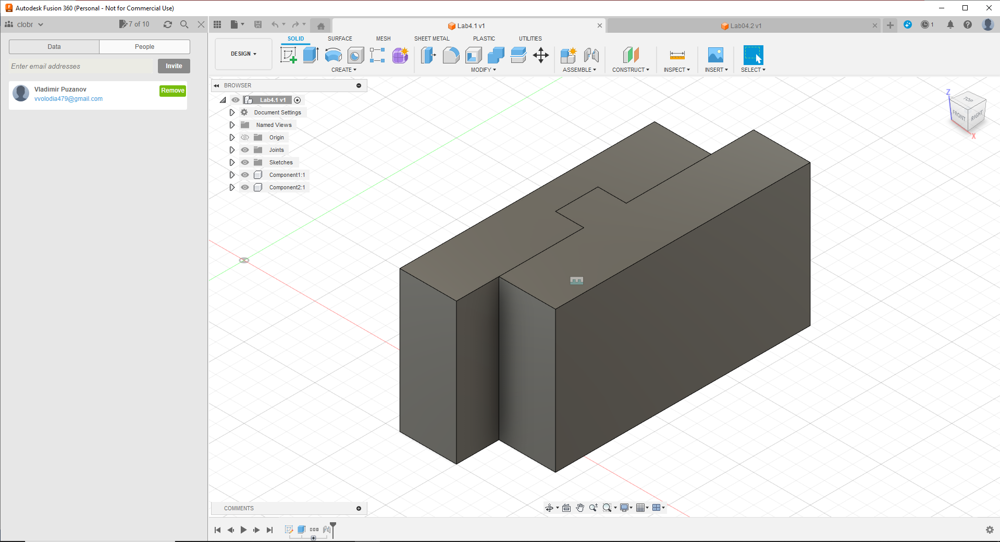 Autodesk Fusion 360 (Personal - Not for Commercial Use)
clobr
7 of 10
Lab4.1 v1
Lab04.2 v1
1
Data
People
Enter email addresses
Invite
Vladimir Puzanov
vvolodia479@gmail.com
Remove
DESIGN
SOLID
SURFACE
MESH
SHEET METAL
PLASTIC
UTILITIES
CREATE
MODIFY
ASSEMBLE
CONSTRUCT
INSPECT
INSERT
SELECT
BROWSER
Lab4.1 v1
Document Settings
Named Views
Origin
Joints
Sketches
Component1:1
Component2:1
Z
TOP
FRONT
RIGHT
X
COMMENTS